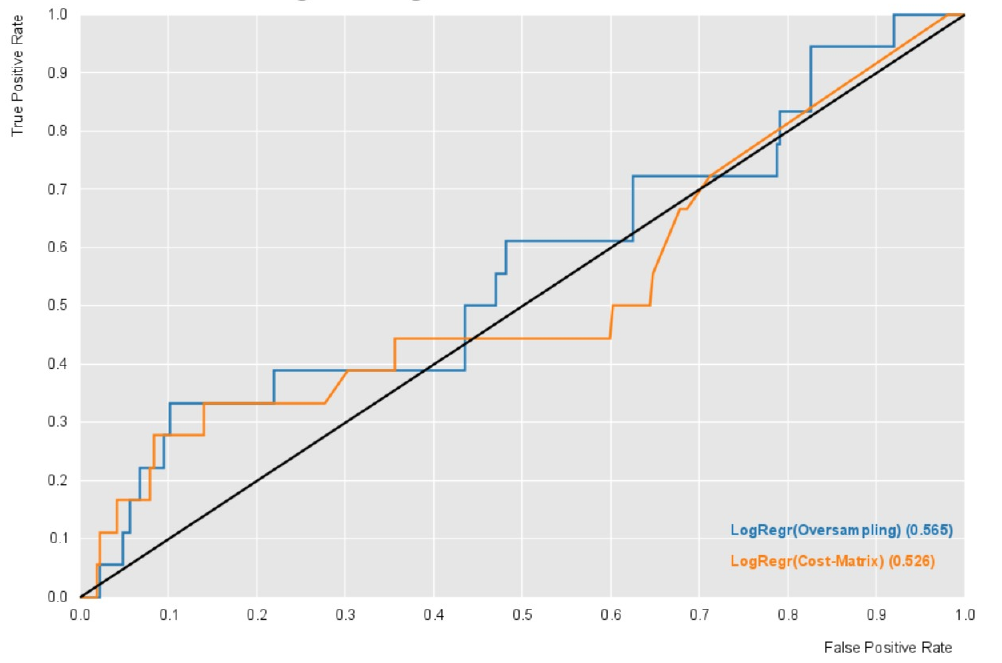 True Positive Rate
1.0
0.9
0.8
0.7
0.6
0.5
0.4
0.3
0.2
0.1
0.0
LogRegr(Oversampling) (0.565)
LogRegr(Cost-Matrix) (0.526)
0.0 0.1 0.2 0.3 0.4 0.5 0.6 0.7 0.8 0.9 1.0
False Positive Rate